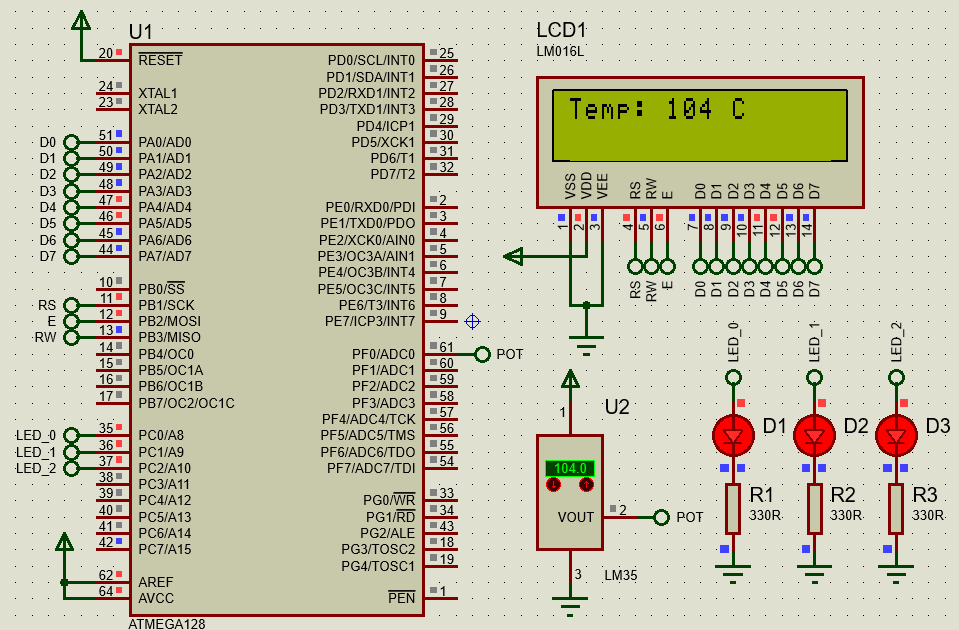 U1
20 RESET
24 XTAL1
23 XTAL2
D0 51 PA0/AD0
D1 50 PA1/AD1
D2 49 PA2/AD2
D3 48 PA3/AD3
D4 47 PA4/AD4
D5 46 PA5/AD5
D6 45 PA6/AD6
D7 44 PA7/AD7
10 PB0/SS
RS 11 PB1/SCK
E 12 PB2/MOSI
RW 13 PB3/MISO
14 PB4/OC0
15 PB5/OC1A
16 PB6/OC1B
17 PB7/OC2/OC1C
LED_0 35 PC0/A8
LED_1 36 PC1/A9
LED_2 37 PC2/A10
38 PC3/A11
39 PC4/A12
40 PC5/A13
41 PC6/A14
42 PC7/A15
62 AREF
64 AVCC
PD0/SCL/INT0 25
PD1/SDA/INT1 26
PD2/RXD1/INT2 27
PD3/TXD1/INT3 28
PD4/ICP1 29
PD5/XCK1 30
PD6/T1 31
PD7/T2 32
PE0/RXD0/PDI 2
PE1/TXD0/PDO 3
PE2/XCK0/AIN0 4
PE3/OC3A/AIN1 5
PE4/OC3B/INT4 6
PE5/OC3C/INT5 7
PE6/T3/INT6 8
PE7/ICP3/INT7 9
PF0/ADC0 61 POT
PF1/ADC1 60
PF2/ADC2 59
PF3/ADC3 58
PF4/ADC4/TCK 57
PF5/ADC5/TMS 56
PF6/ADC6/TDO 55
PF7/ADC7/TDI 54
PG0/WR 33
PG1/RD 34
PG2/ALE 43
PG3/TOSC2 18
PG4/TOSC1 19
PEN 1
ATMEGA128
LCD1
LM016L
Temp: 104 C
VSS VDD VEE RS RW E D0 D1 D2 D3 D4 D5 D6 D7
1 2 3 4 5 6 7 8 9 10 11 12 13 14
RS RW E D0 D1 D2 D3 D4 D5 D6 D7
U2
1
104.0
VOUT 2 POT
3
LM35
LED_0 LED_1 LED_2
D1 D2 D3
R1 R2 R3
330R 330R 330R